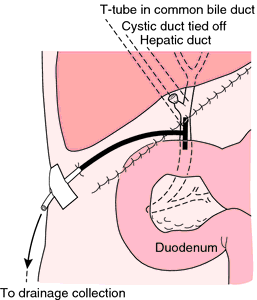 T-tube in common bile duct
Cystic duct tied off
Hepatic duct
Duodenum
To drainage collection